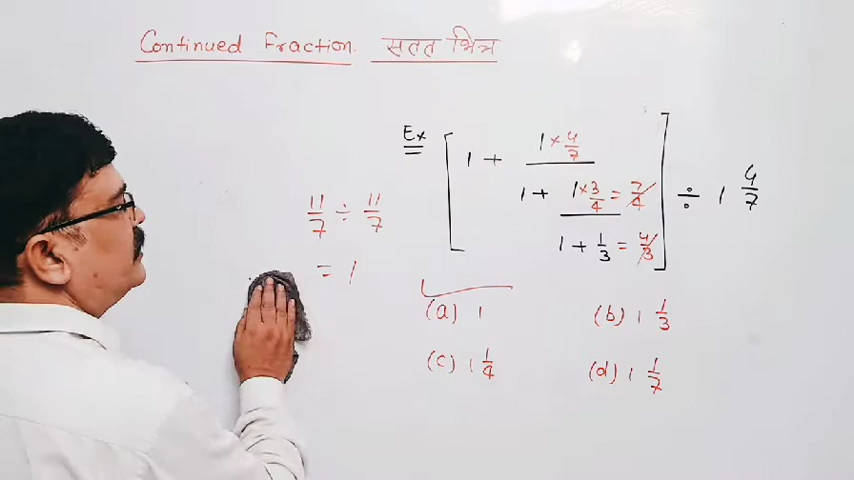 Continued Fraction. सतत भिन्न
Ex [ 1 + 1 × 4/7
1 + 1 × 3/4 = 7/4
1 + 1/3 = 4/3 ] ÷ 1 4/7
11/7 ÷ 11/7
= 1
(a) 1 (b) 1 1/3
(c) 1 1/4 (d) 1 1/7